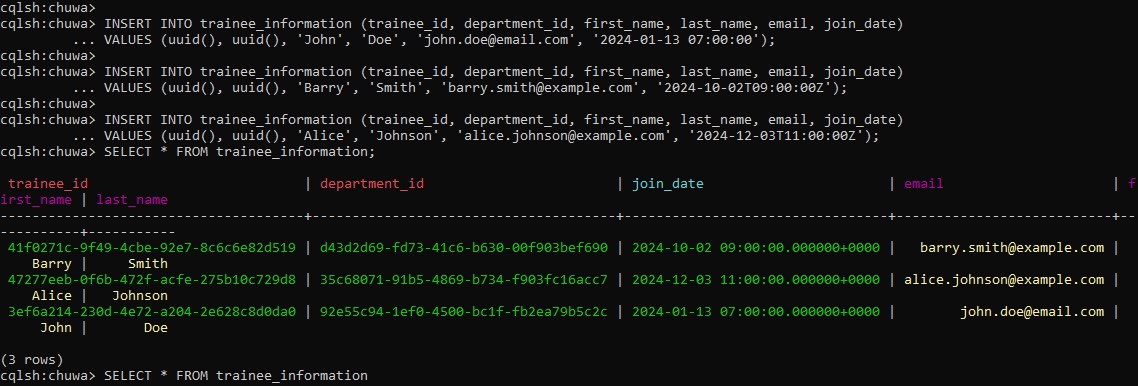 cqlsh:chuwa>
cqlsh:chuwa> INSERT INTO trainee_information (trainee_id, department_id, first_name, last_name, email, join_date)
         ... VALUES (uuid(), uuid(), 'John', 'Doe', 'john.doe@email.com', '2024-01-13 07:00:00');
cqlsh:chuwa>
cqlsh:chuwa> INSERT INTO trainee_information (trainee_id, department_id, first_name, last_name, email, join_date)
         ... VALUES (uuid(), uuid(), 'Barry', 'Smith', 'barry.smith@example.com', '2024-10-02T09:00:00Z');
cqlsh:chuwa>
cqlsh:chuwa> INSERT INTO trainee_information (trainee_id, department_id, first_name, last_name, email, join_date)
         ... VALUES (uuid(), uuid(), 'Alice', 'Johnson', 'alice.johnson@example.com', '2024-12-03T11:00:00Z');
cqlsh:chuwa> SELECT * FROM trainee_information;
 trainee_id                           | department_id                        | join_date                       | email                     | f
irst_name | last_name
--------------------------------------+--------------------------------------+---------------------------------+---------------------------+--
----------+-----------
 41f0271c-9f49-4cbe-92e7-8c6c6e82d519 | d43d2d69-fd73-41c6-b630-00f903bef690 | 2024-10-02 09:00:00.000000+0000 |   barry.smith@example.com |
    Barry |     Smith
 47277eeb-0f6b-472f-acfe-275b10c729d8 | 35c68071-91b5-4869-b734-f903fc16acc7 | 2024-12-03 11:00:00.000000+0000 | alice.johnson@example.com |
    Alice |   Johnson
 3ef6a214-230d-4e72-a204-2e628c8d0da0 | 92e55c94-1ef0-4500-bc1f-fb2ea79b5c2c | 2024-01-13 07:00:00.000000+0000 |        john.doe@email.com |
     John |       Doe
(3 rows)
cqlsh:chuwa> SELECT * FROM trainee_information